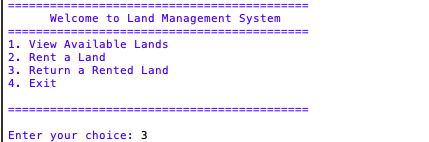 ===========================================
Welcome to Land Management System
===========================================
1. View Available Lands
2. Rent a Land
3. Return a Rented Land
4. Exit
===========================================
Enter your choice: 3